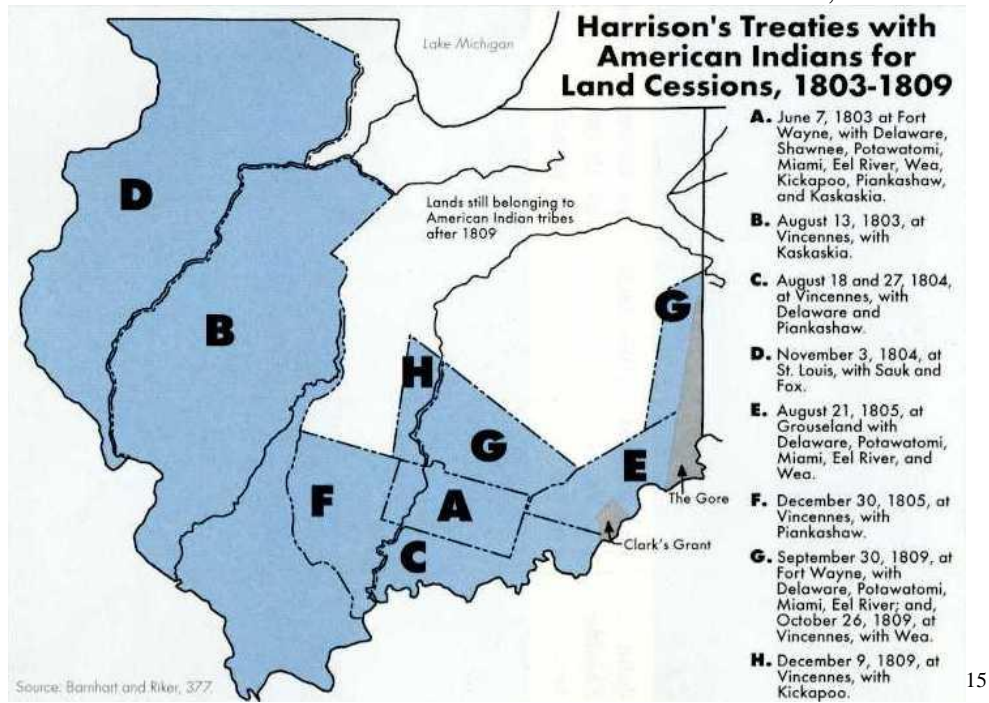 Harrison's Treaties with
American Indians for
Land Cessions, 1803-1809
Lake Michigan
A. June 7, 1803 at Fort
Wayne, with Delaware,
Shawnee, Potawatomi,
Miami, Eel River, Wea,
Kickapoo, Piankashaw,
and Kaskaskia.
B. August 13, 1803, at
Vincennes, with
Kaskaskia.
C. August 18 and 27, 1804,
at Vincennes, with
Delaware and
Piankashaw.
D. November 3, 1804, at
St. Louis, with Sauk and
Fox.
E. August 21, 1805, at
Grouseland with
Delaware, Potawatomi,
Miami, Eel River, and
Wea.
F. December 30, 1805, at
Vincennes, with
Piankashaw.
G. September 30, 1809, at
Fort Wayne, with
Delaware, Potawatomi,
Miami, Eel River; and,
October 26, 1809, at
Vincennes, with Wea.
H. December 9, 1809, at
Vincennes, with
Kickapoo.
D
Lands still belonging to
American Indian tribes
after 1809
B
G
H
G
E
F
A
C
The Gore
Clark's Grant
Source: Barnhart and Riker, 377.
15